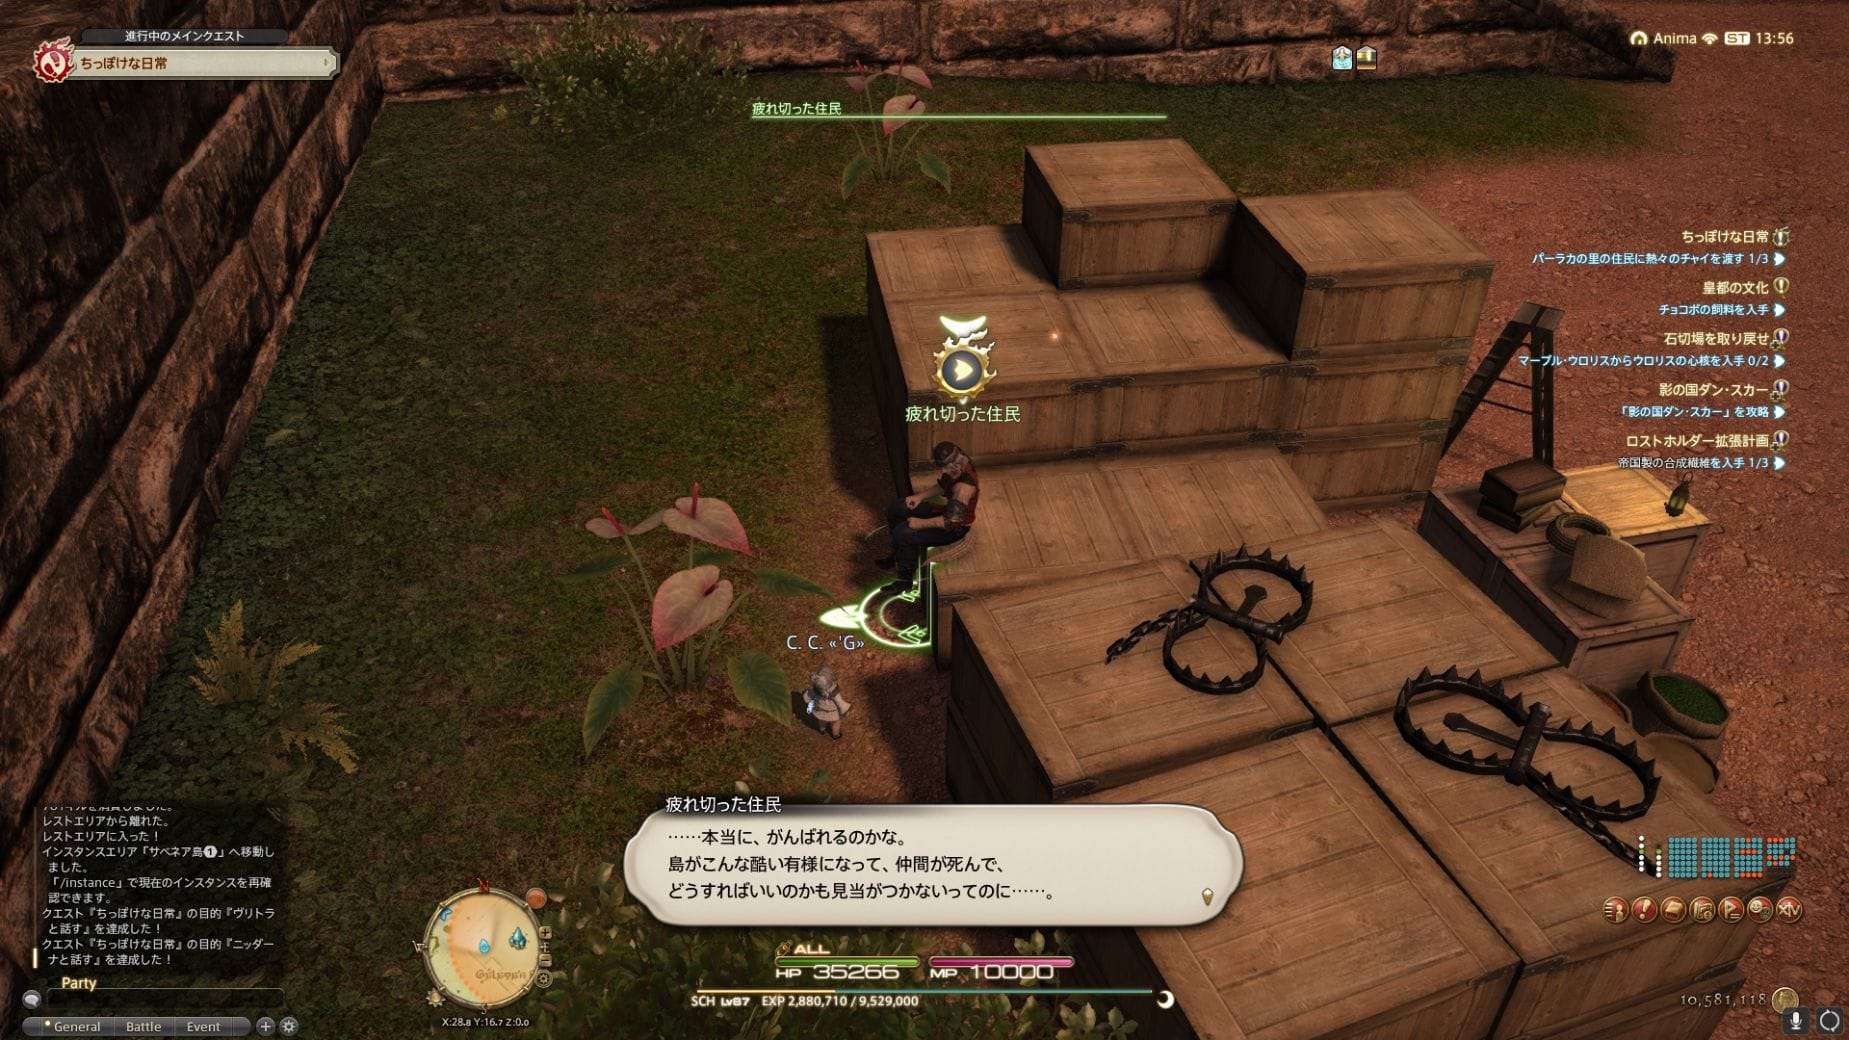 進行中のメインクエスト
ちっぽけな日常
Anima ST 13:56
疲れ切った住民
ちっぽけな日常
パーラカの里の住民に熱々のチャイを渡す 1/3
皇都の文化
チョコボの飼料を入手
石切場を取り戻せ
マーブル・ウロリスからウロリスの心核を入手 0/2
影の国ダン・スカー
「影の国ダン・スカー」を攻略
ロストホルダー拡張計画
帝国製の合成繊維を入手 1/3
疲れ切った住民
C. C. «'G»
疲れ切った住民
……本当に、がんばれるのかな。
島がこんな酷い有様になって、仲間が死んで、
どうすればいいのかも見当がつかないってのに……。
レストエリアから離れた。
レストエリアに入った！
インスタンスエリア「サベネア島❶」へ移動し
ました。
「/instance」で現在のインスタンスを再確
認できます。
クエスト『ちっぽけな日常』の目的『ヴリトラ
と話す』を達成した！
クエスト『ちっぽけな日常』の目的『ニッダー
ナと話す』を達成した！
Party
General Battle Event
X:28.8 Y:16.7 Z:0.0
ALL
HP 35266 MP 10000
SCH Lv87 EXP 2,880,710 / 9,529,000
XIV
10,581,118